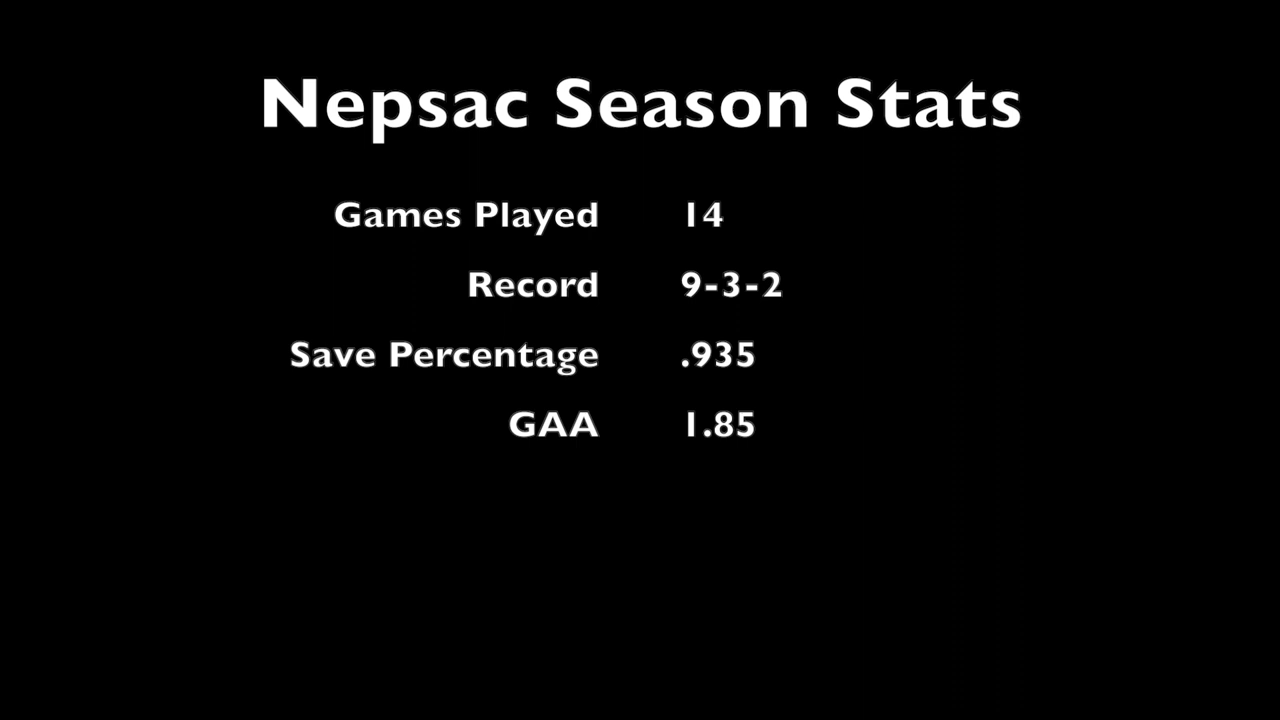 Nepsac Season Stats
Games Played 14
Record 9-3-2
Save Percentage .935
GAA 1.85